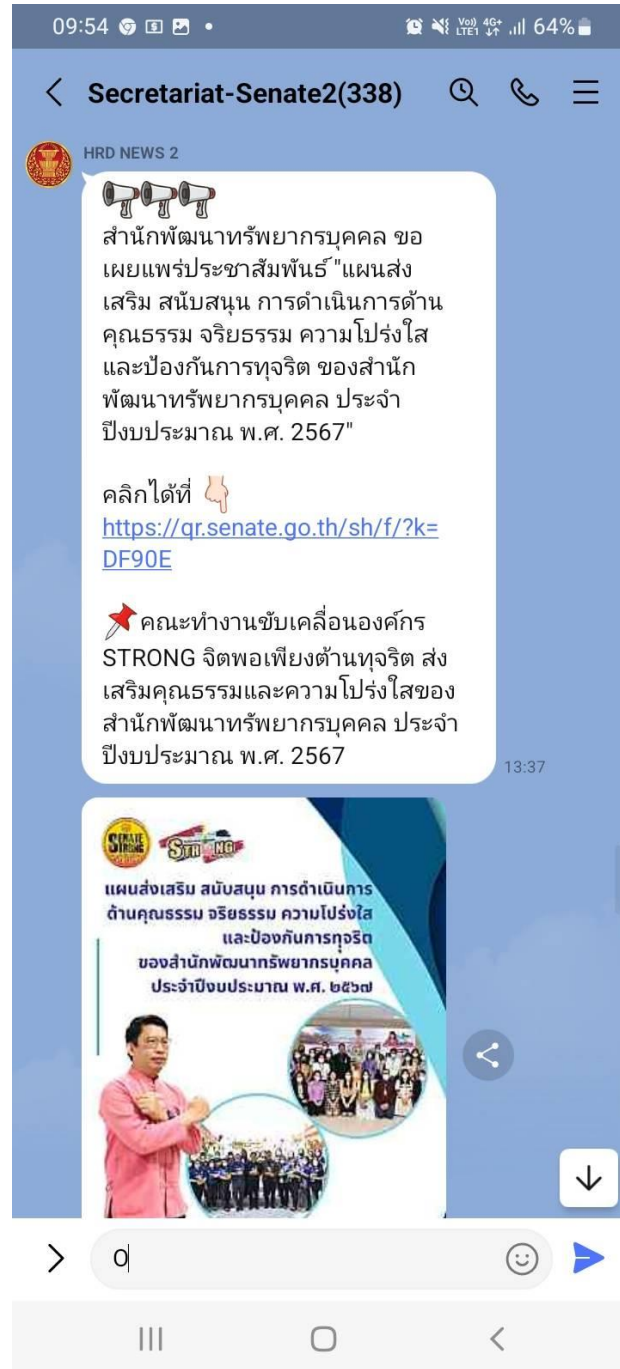 09:54
LTE1 4G+ 64%
Secretariat-Senate2(338)
HRD NEWS 2
สำนักพัฒนาทรัพยากรบุคคล ขอ
เผยแพร่ประชาสัมพันธ์ "แผนส่ง
เสริม สนับสนุน การดำเนินการด้าน
คุณธรรม จริยธรรม ความโปร่งใส
และป้องกันการทุจริต ของสำนัก
พัฒนาทรัพยากรบุคคล ประจำ
ปีงบประมาณ พ.ศ. 2567"
คลิกได้ที่
https://qr.senate.go.th/sh/f/?k=
DF90E
คณะทำงานขับเคลื่อนองค์กร
STRONG จิตพอเพียงต้านทุจริต ส่ง
เสริมคุณธรรมและความโปร่งใสของ
สำนักพัฒนาทรัพยากรบุคคล ประจำ
ปีงบประมาณ พ.ศ. 2567
13:37
SENATE STRONG
STRONG
แผนส่งเสริม สนับสนุน การดำเนินการ
ด้านคุณธรรม จริยธรรม ความโปร่งใส
และป้องกันการทุจริต
ของสำนักพัฒนาทรัพยากรบุคคล
ประจำปีงบประมาณ พ.ศ. ๒๕๖๗
O